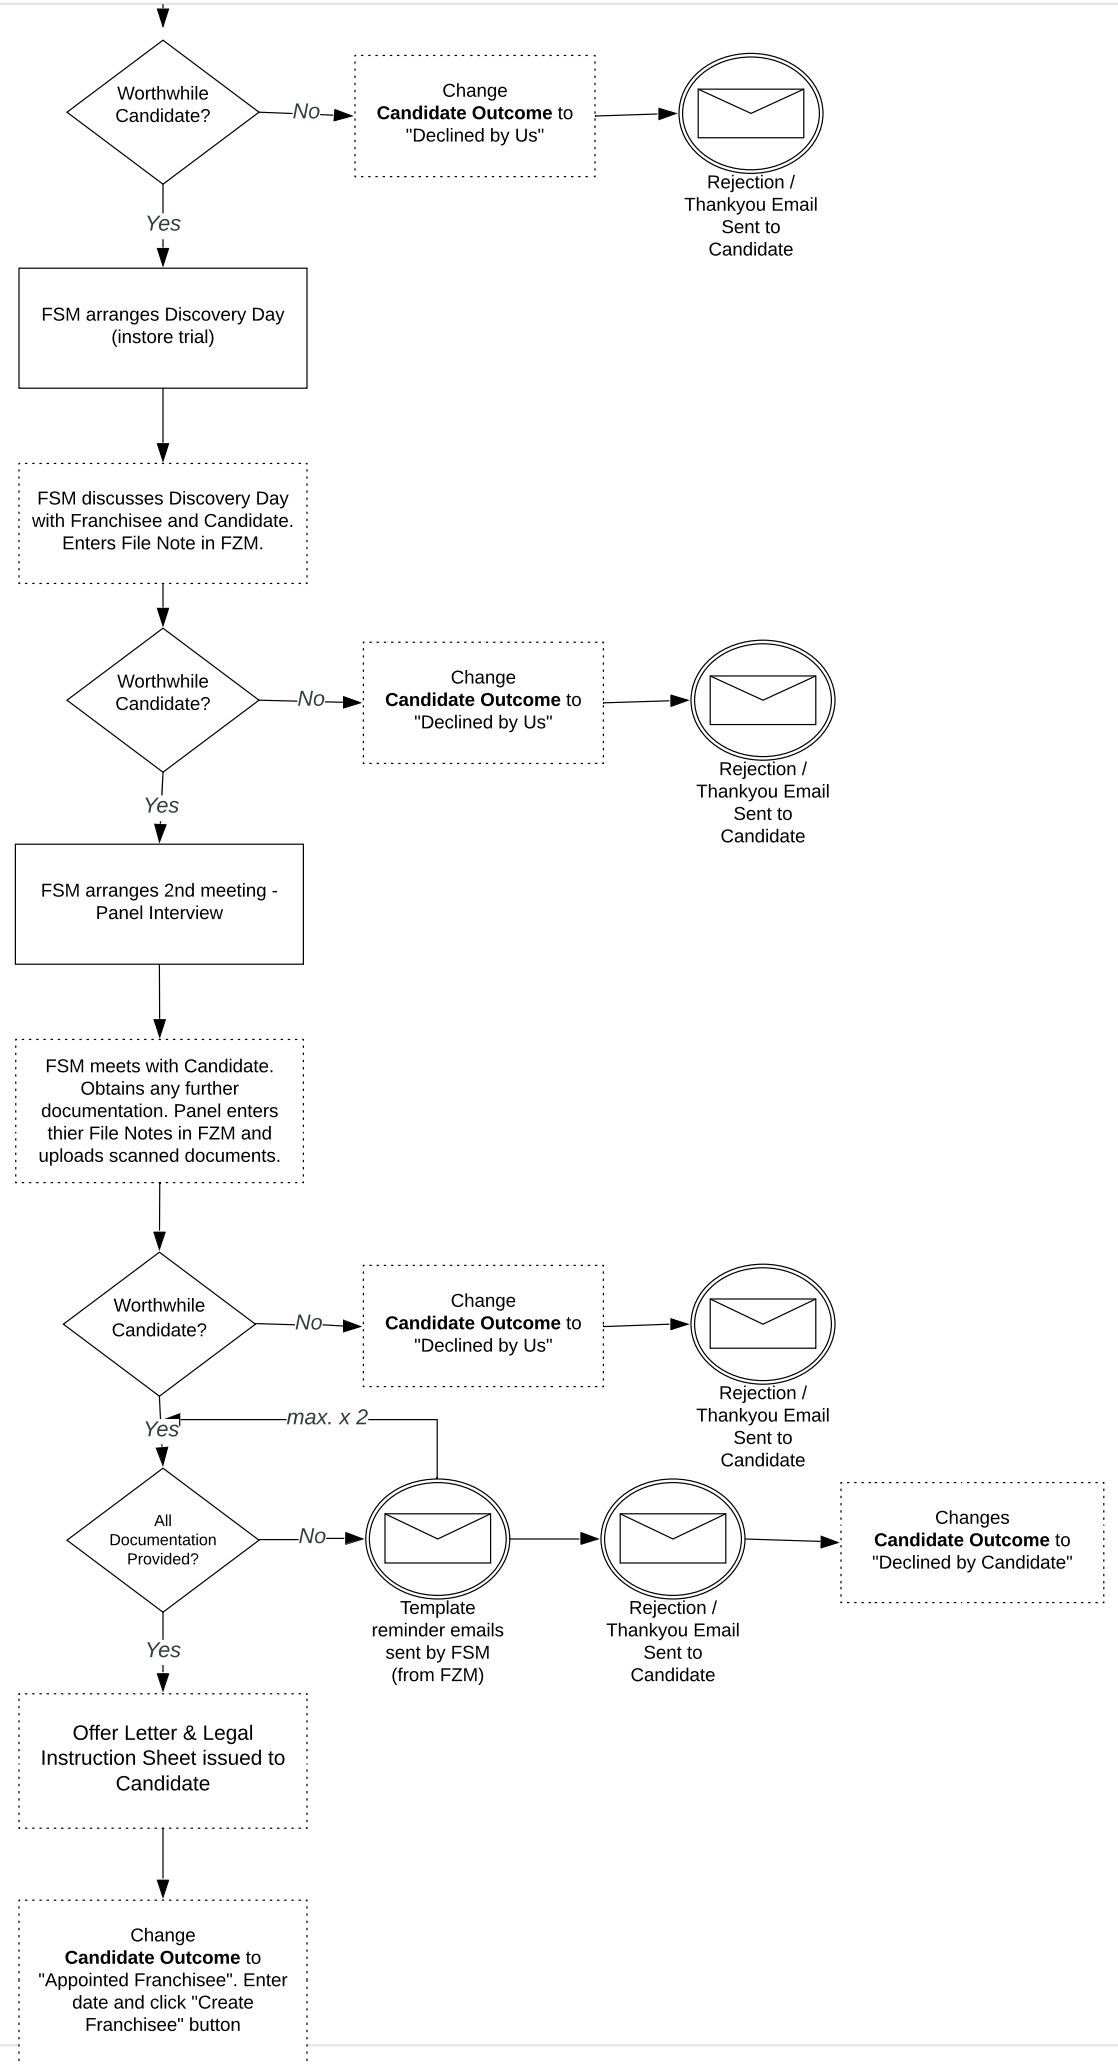 Worthwhile
Candidate?
No
Change
Candidate Outcome to
"Declined by Us"
Rejection /
Thankyou Email
Sent to
Candidate
Yes
FSM arranges Discovery Day
(instore trial)
FSM discusses Discovery Day
with Franchisee and Candidate.
Enters File Note in FZM.
Worthwhile
Candidate?
No
Change
Candidate Outcome to
"Declined by Us"
Rejection /
Thankyou Email
Sent to
Candidate
Yes
FSM arranges 2nd meeting -
Panel Interview
FSM meets with Candidate.
Obtains any further
documentation. Panel enters
thier File Notes in FZM and
uploads scanned documents.
Worthwhile
Candidate?
No
Change
Candidate Outcome to
"Declined by Us"
Rejection /
Thankyou Email
Sent to
Candidate
Yes
max. x 2
All
Documentation
Provided?
No
Template
reminder emails
sent by FSM
(from FZM)
Rejection /
Thankyou Email
Sent to
Candidate
Changes
Candidate Outcome to
"Declined by Candidate"
Yes
Offer Letter & Legal
Instruction Sheet issued to
Candidate
Change
Candidate Outcome to
"Appointed Franchisee". Enter
date and click "Create
Franchisee" button